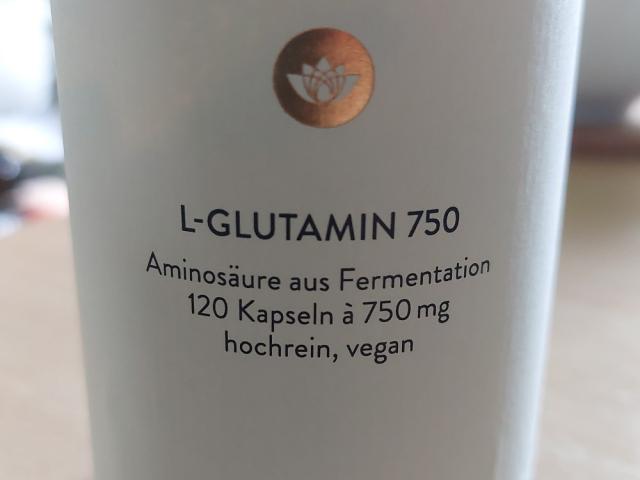 L-GLUTAMIN 750
Aminosäure aus Fermentation
120 Kapseln à 750 mg
hochrein, vegan